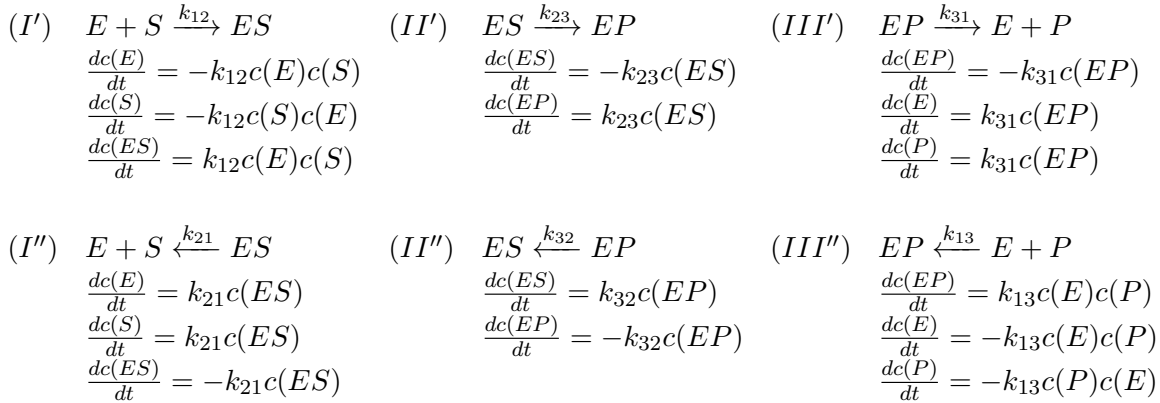 (I′) E + S —k₁₂→ ES (II′) ES —k₂₃→ EP (III′) EP —k₃₁→ E + P
dc(E)/dt = −k₁₂c(E)c(S) dc(ES)/dt = −k₂₃c(ES) dc(EP)/dt = −k₃₁c(EP)
dc(S)/dt = −k₁₂c(S)c(E) dc(EP)/dt = k₂₃c(ES) dc(E)/dt = k₃₁c(EP)
dc(ES)/dt = k₁₂c(E)c(S) dc(P)/dt = k₃₁c(EP)
(I″) E + S ←k₂₁— ES (II″) ES ←k₃₂— EP (III″) EP ←k₁₃— E + P
dc(E)/dt = k₂₁c(ES) dc(ES)/dt = k₃₂c(EP) dc(EP)/dt = k₁₃c(E)c(P)
dc(S)/dt = k₂₁c(ES) dc(EP)/dt = −k₃₂c(EP) dc(E)/dt = −k₁₃c(E)c(P)
dc(ES)/dt = −k₂₁c(ES) dc(P)/dt = −k₁₃c(P)c(E)